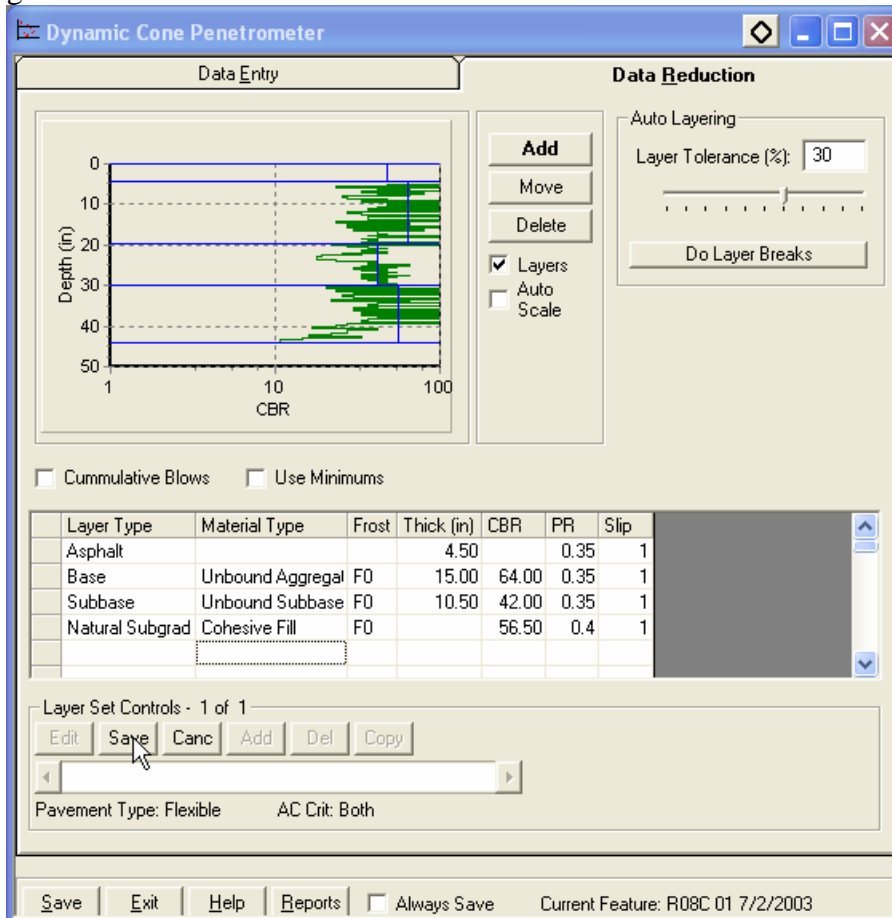 Dynamic Cone Penetrometer
Data Entry
Data Reduction
0
10
20
30
40
50
Depth (in)
1 10 100
CBR
Add
Move
Delete
Layers
Auto Scale
Auto Layering
Layer Tolerance (%): 30
Do Layer Breaks
Cummulative Blows Use Minimums
Layer Type Material Type Frost Thick (in) CBR PR Slip
Asphalt 4.50 0.35 1
Base Unbound Aggregat F0 15.00 64.00 0.35 1
Subbase Unbound Subbase F0 10.50 42.00 0.35 1
Natural Subgrad Cohesive Fill F0 56.50 0.4 1
Layer Set Controls - 1 of 1
Edit Save Canc Add Del Copy
Pavement Type: Flexible AC Crit: Both
Save Exit Help Reports Always Save Current Feature: R08C 01 7/2/2003